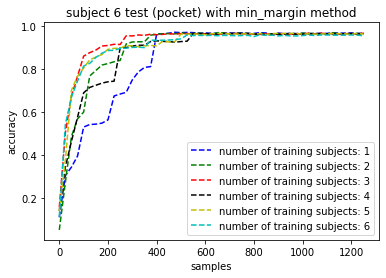 subject 6 test (pocket) with min_margin method
accuracy
1.0
0.8
0.6
0.4
0.2
number of training subjects: 1
number of training subjects: 2
number of training subjects: 3
number of training subjects: 4
number of training subjects: 5
number of training subjects: 6
0 200 400 600 800 1000 1200
samples